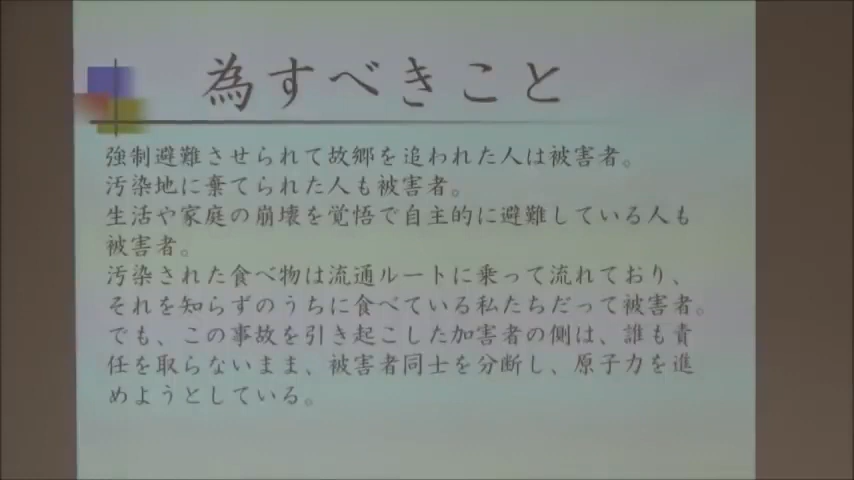 為すべきこと
強制避難させられて故郷を追われた人は被害者。
汚染地に棄てられた人も被害者。
生活や家庭の崩壊を覚悟で自主的に避難している人も
被害者。
汚染された食べ物は流通ルートに乗って流れており、
それを知らずのうちに食べている私たちだって被害者。
でも、この事故を引き起こした加害者の側は、誰も責
任を取らないまま、被害者同士を分断し、原子力を進
めようとしている。